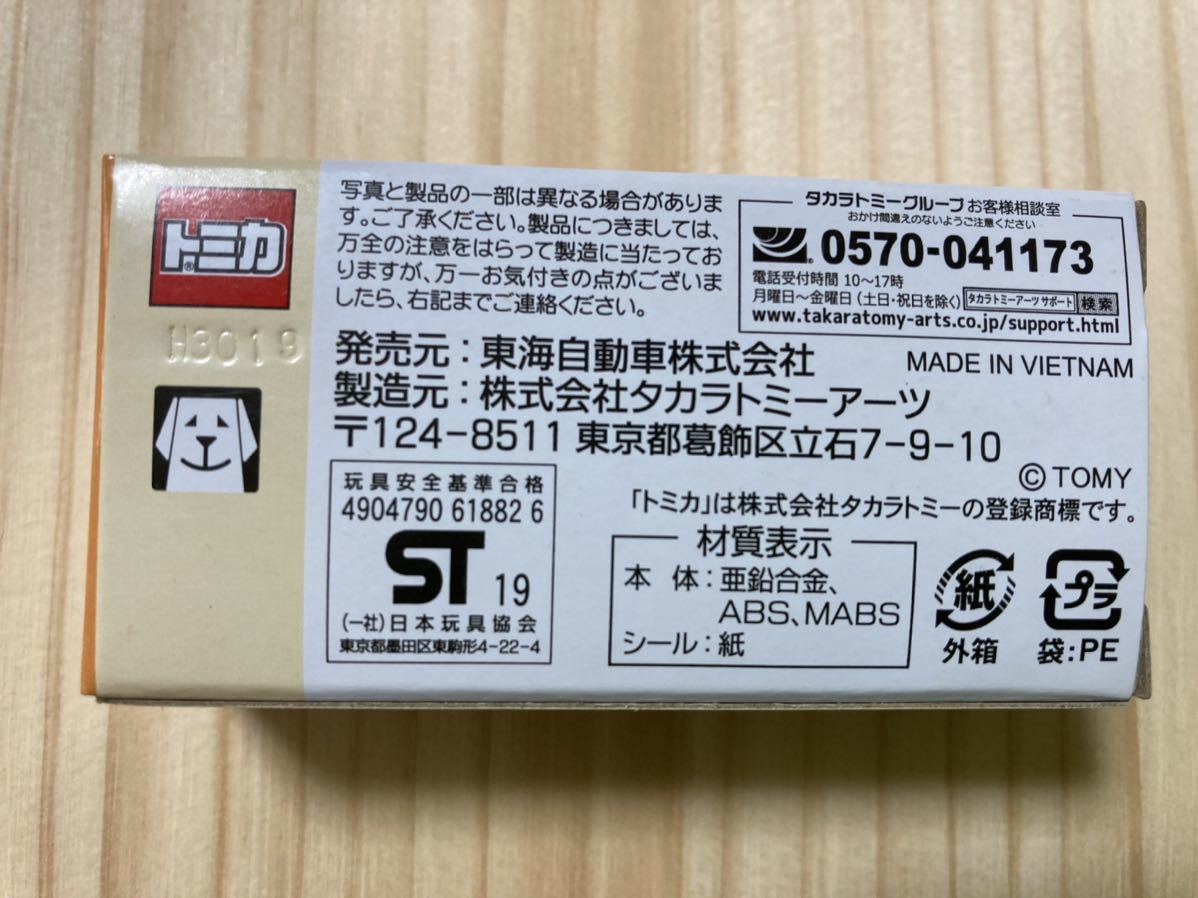 トミカ®
H3019
写真と製品の一部は異なる場合がありま
す。ご了承ください。製品につきましては、
万全の注意をはらって製造に当たってお
りますが、万一お気付きの点がございま
したら、右記までご連絡ください。
タカラトミーグループ お客様相談室
おかけ間違えのないようご注意ください
0570-041173
電話受付時間 10〜17時
月曜日〜金曜日 (土日・祝日を除く) タカラトミーアーツ サポート 検索
www.takaratomy-arts.co.jp/support.html
発売元：東海自動車株式会社
MADE IN VIETNAM
製造元：株式会社タカラトミーアーツ
〒124-8511 東京都葛飾区立石7-9-10
© TOMY
「トミカ」は株式会社タカラトミーの登録商標です。
玩具安全基準合格
4904790 61882 6
ST 19
(一社)日本玩具協会
東京都墨田区東駒形4-22-4
材質表示
本 体：亜鉛合金、
ABS、MABS
シール：紙
紙
外箱
プラ
袋：PE